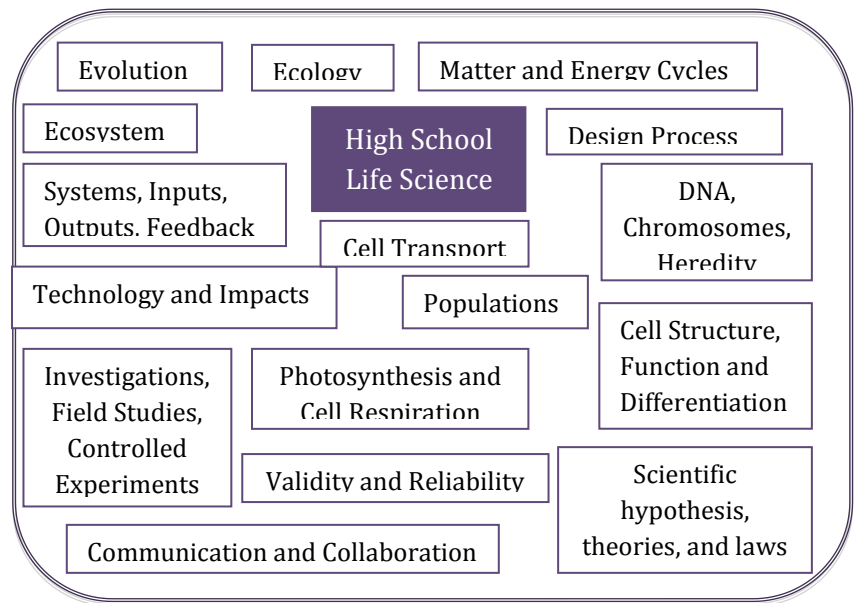 Evolution
Ecology
Matter and Energy Cycles
Ecosystem
High School
Life Science
Design Process
Systems, Inputs,
Outputs, Feedback
DNA,
Chromosomes,
Heredity
Cell Transport
Technology and Impacts
Populations
Cell Structure,
Function and
Differentiation
Investigations,
Field Studies,
Controlled
Experiments
Photosynthesis and
Cell Respiration
Validity and Reliability
Scientific
hypothesis,
theories, and laws
Communication and Collaboration